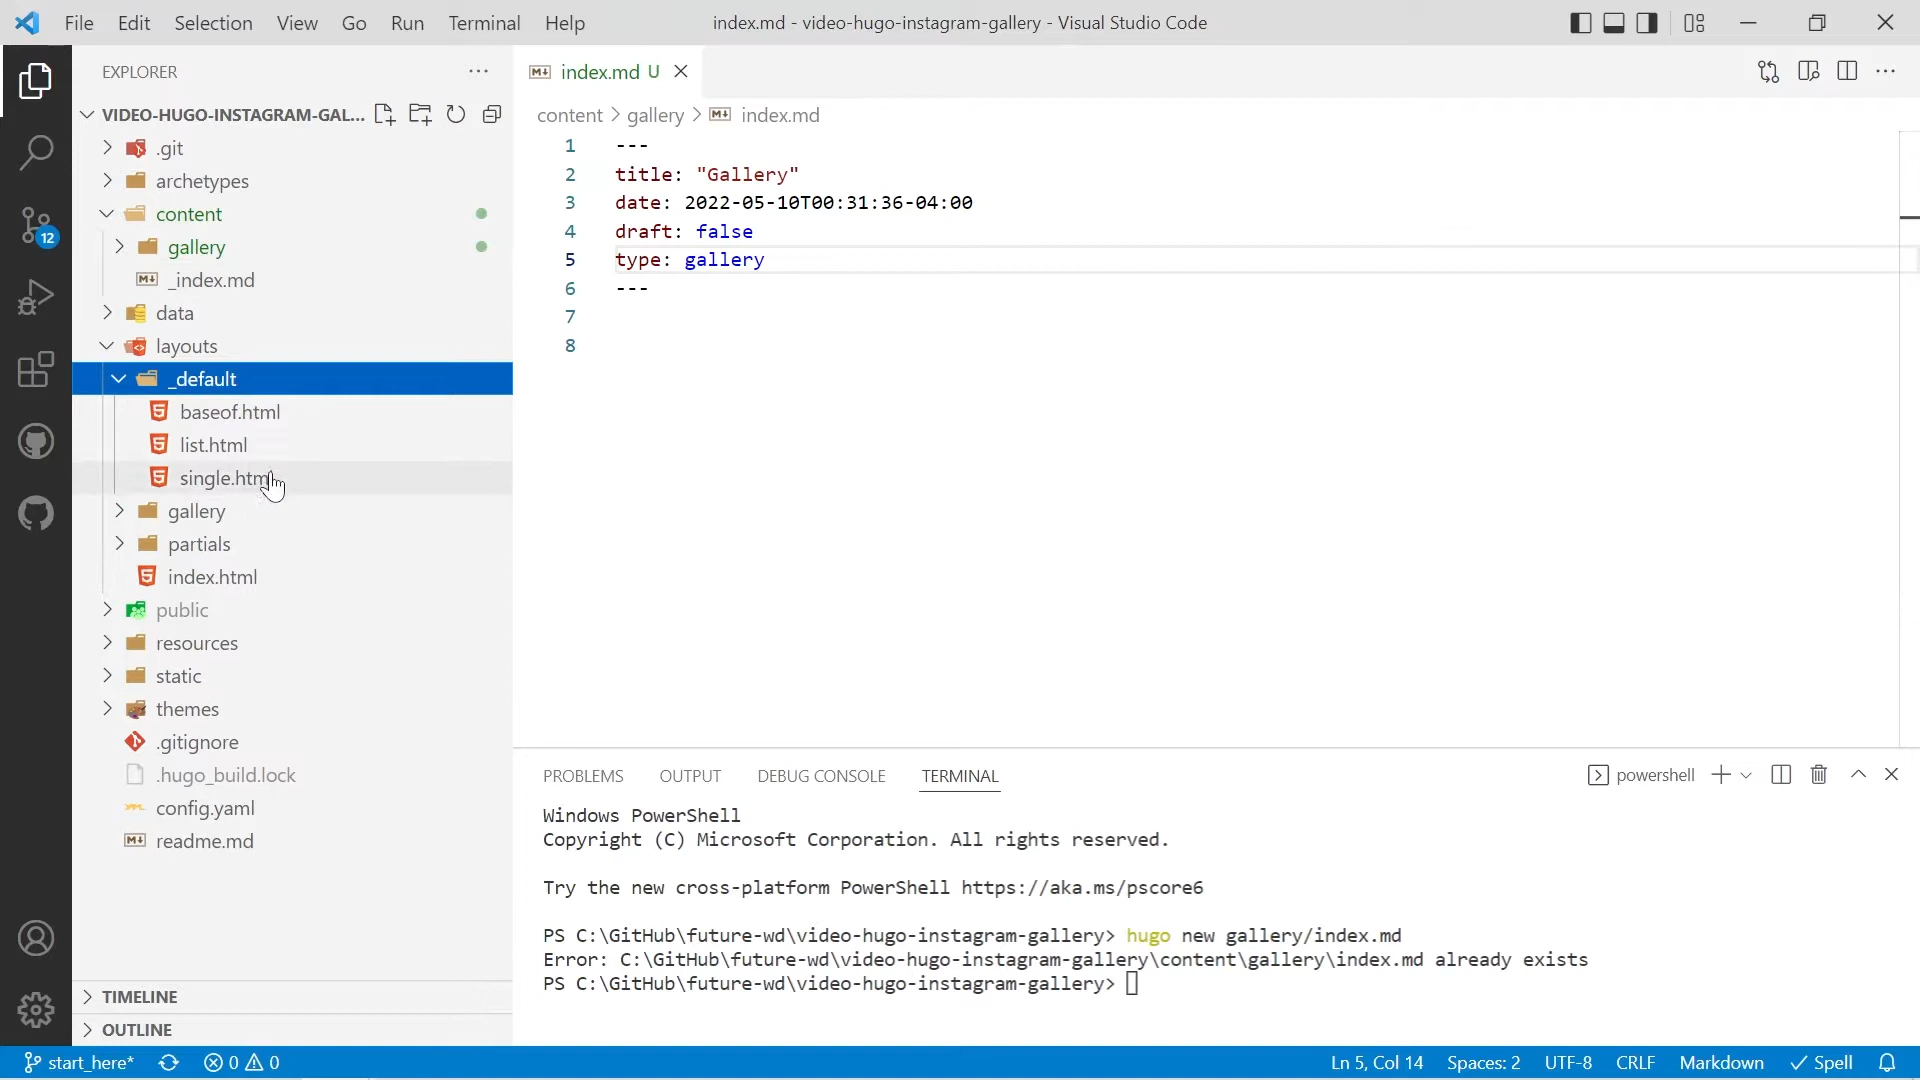 File Edit Selection View Go Run Terminal Help
index.md - video-hugo-instagram-gallery - Visual Studio Code
EXPLORER
VIDEO-HUGO-INSTAGRAM-GAL...
.git
archetypes
content
gallery
_index.md
data
layouts
_default
baseof.html
list.html
single.html
gallery
partials
index.html
public
resources
static
themes
.gitignore
.hugo_build.lock
config.yaml
readme.md
TIMELINE
OUTLINE
12
index.md U
content > gallery > index.md
1 ---
2 title: "Gallery"
3 date: 2022-05-10T00:31:36-04:00
4 draft: false
5 type: gallery
6 ---
7
8
PROBLEMS OUTPUT DEBUG CONSOLE TERMINAL
powershell
Windows PowerShell
Copyright (C) Microsoft Corporation. All rights reserved.
Try the new cross-platform PowerShell https://aka.ms/pscore6
PS C:\GitHub\future-wd\video-hugo-instagram-gallery> hugo new gallery/index.md
Error: C:\GitHub\future-wd\video-hugo-instagram-gallery\content\gallery\index.md already exists
PS C:\GitHub\future-wd\video-hugo-instagram-gallery>
start_here* 0 0
Ln 5, Col 14 Spaces: 2 UTF-8 CRLF Markdown Spell